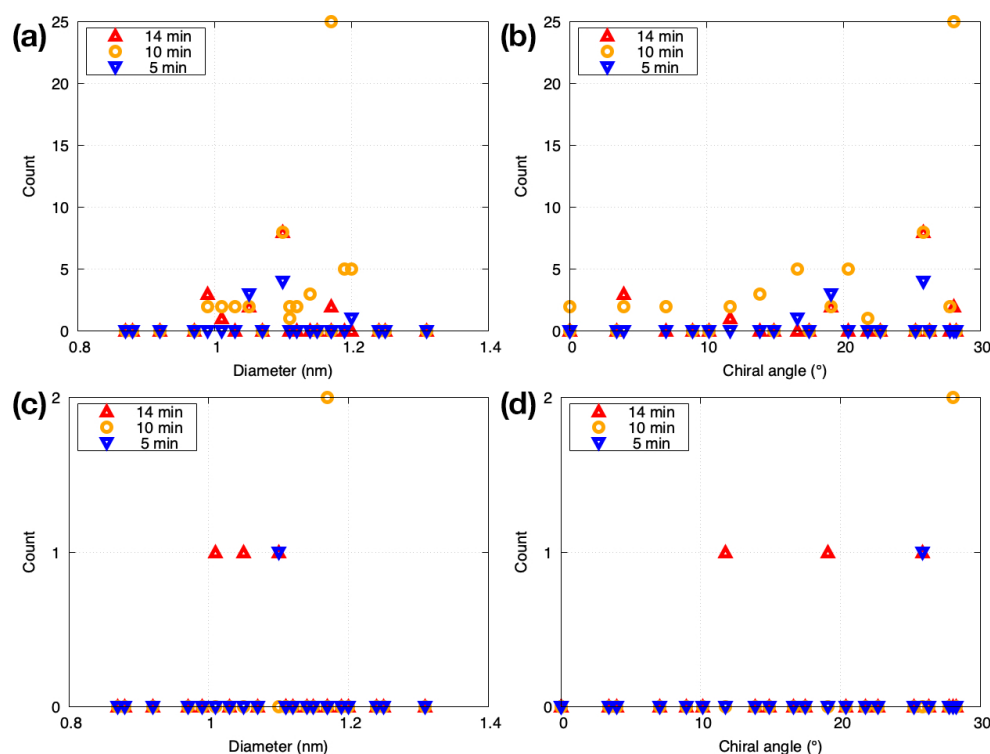 (a)
25
20
15
10
5
0
Count
14 min
10 min
5 min
0.8
1
1.2
1.4
Diameter (nm)
(b)
25
20
15
10
5
0
Count
14 min
10 min
5 min
0
10
20
30
Chiral angle (°)
(c)
2
1
0
Count
14 min
10 min
5 min
0.8
1
1.2
1.4
Diameter (nm)
(d)
2
1
0
Count
14 min
10 min
5 min
0
10
20
30
Chiral angle (°)